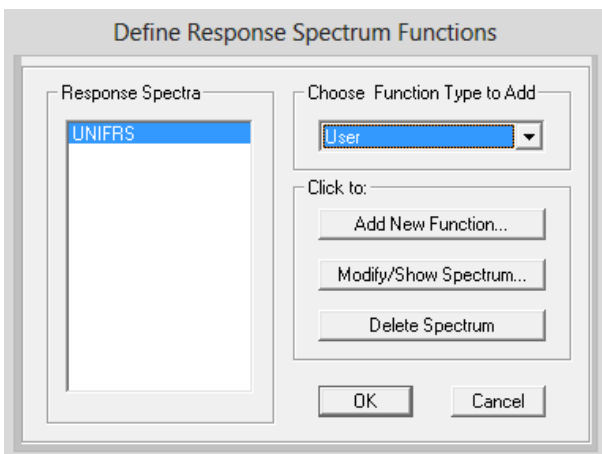 Define Response Spectrum Functions
Response Spectra
UNIFRS
Choose Function Type to Add
User
Click to:
Add New Function...
Modify/Show Spectrum...
Delete Spectrum
OK
Cancel